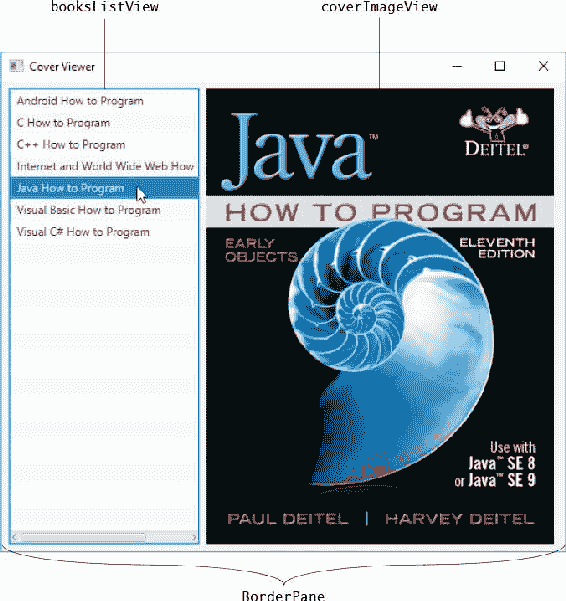 booksListView
coverImageView
Cover Viewer
Android How to Program
C How to Program
C++ How to Program
Internet and World Wide Web How
Java How to Program
Visual Basic How to Program
Visual C# How to Program
Java™
DEITEL®
HOW TO PROGRAM
EARLY
OBJECTS
ELEVENTH
EDITION
Use with
Java™ SE 8
or Java™ SE 9
PAUL DEITEL | HARVEY DEITEL
BorderPane